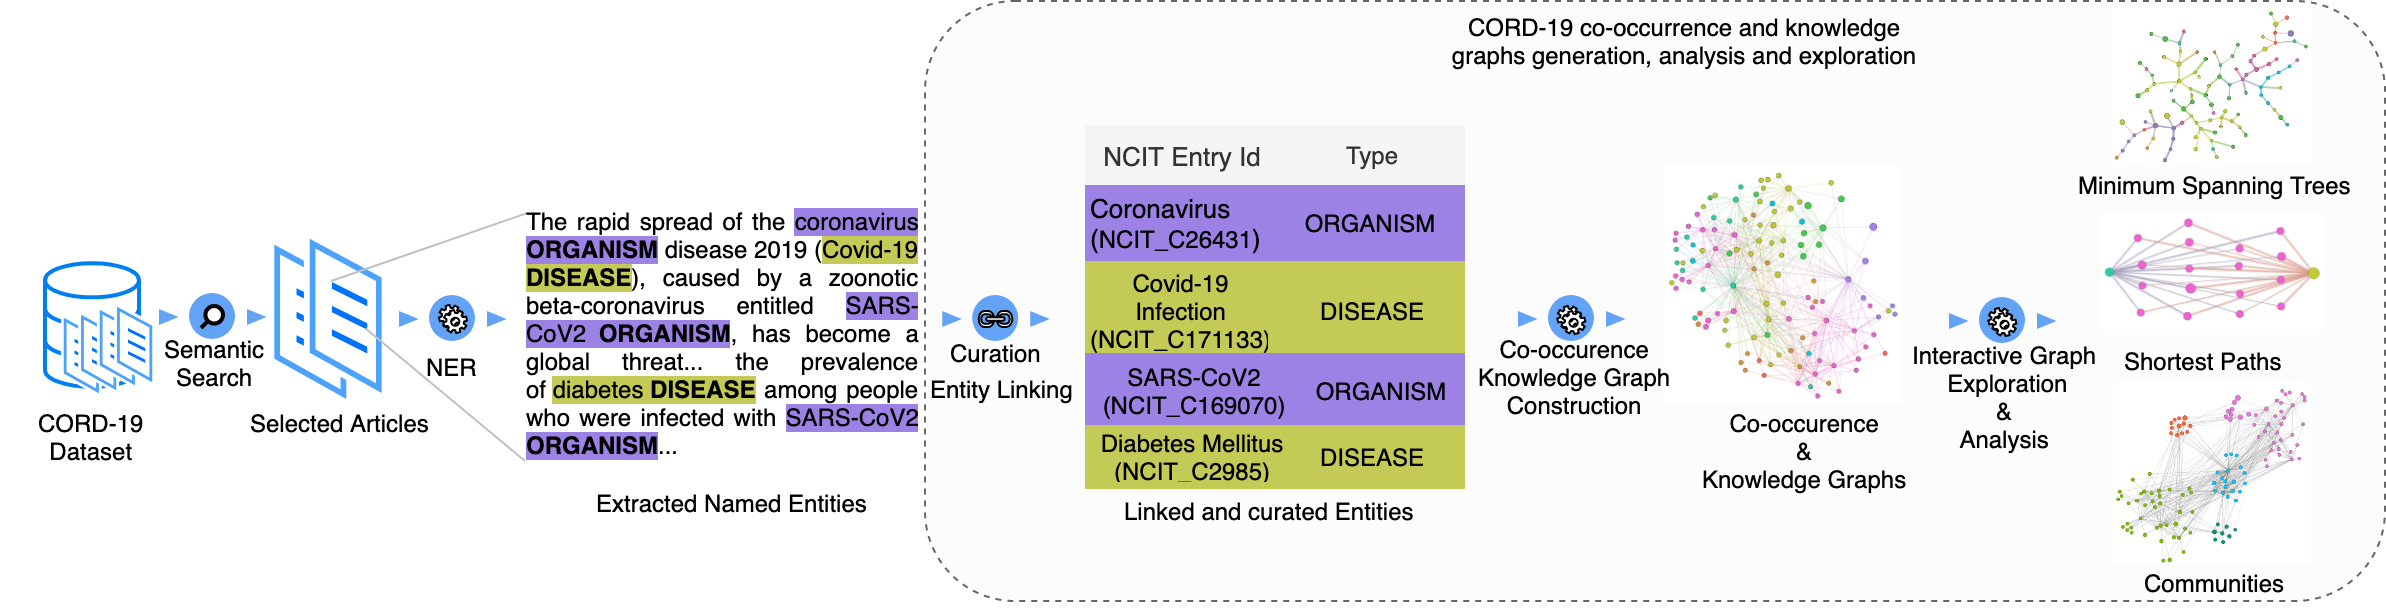 CORD-19 co-occurrence and knowledge
graphs generation, analysis and exploration
CORD-19
Dataset
Semantic
Search
Selected Articles
NER
The rapid spread of the coronavirus
ORGANISM disease 2019 (Covid-19
DISEASE), caused by a zoonotic
beta-coronavirus entitled SARS-
CoV2 ORGANISM, has become a
global threat... the prevalence
of diabetes DISEASE among people
who were infected with SARS-CoV2
ORGANISM...
Extracted Named Entities
Curation
Entity Linking
NCIT Entry Id Type
Coronavirus
(NCIT_C26431) ORGANISM
Covid-19
Infection DISEASE
(NCIT_C171133)
SARS-CoV2
(NCIT_C169070) ORGANISM
Diabetes Mellitus
(NCIT_C2985) DISEASE
Linked and curated Entities
Co-occurence
Knowledge Graph
Construction
Co-occurence
&
Knowledge Graphs
Interactive Graph
Exploration
&
Analysis
Minimum Spanning Trees
Shortest Paths
Communities